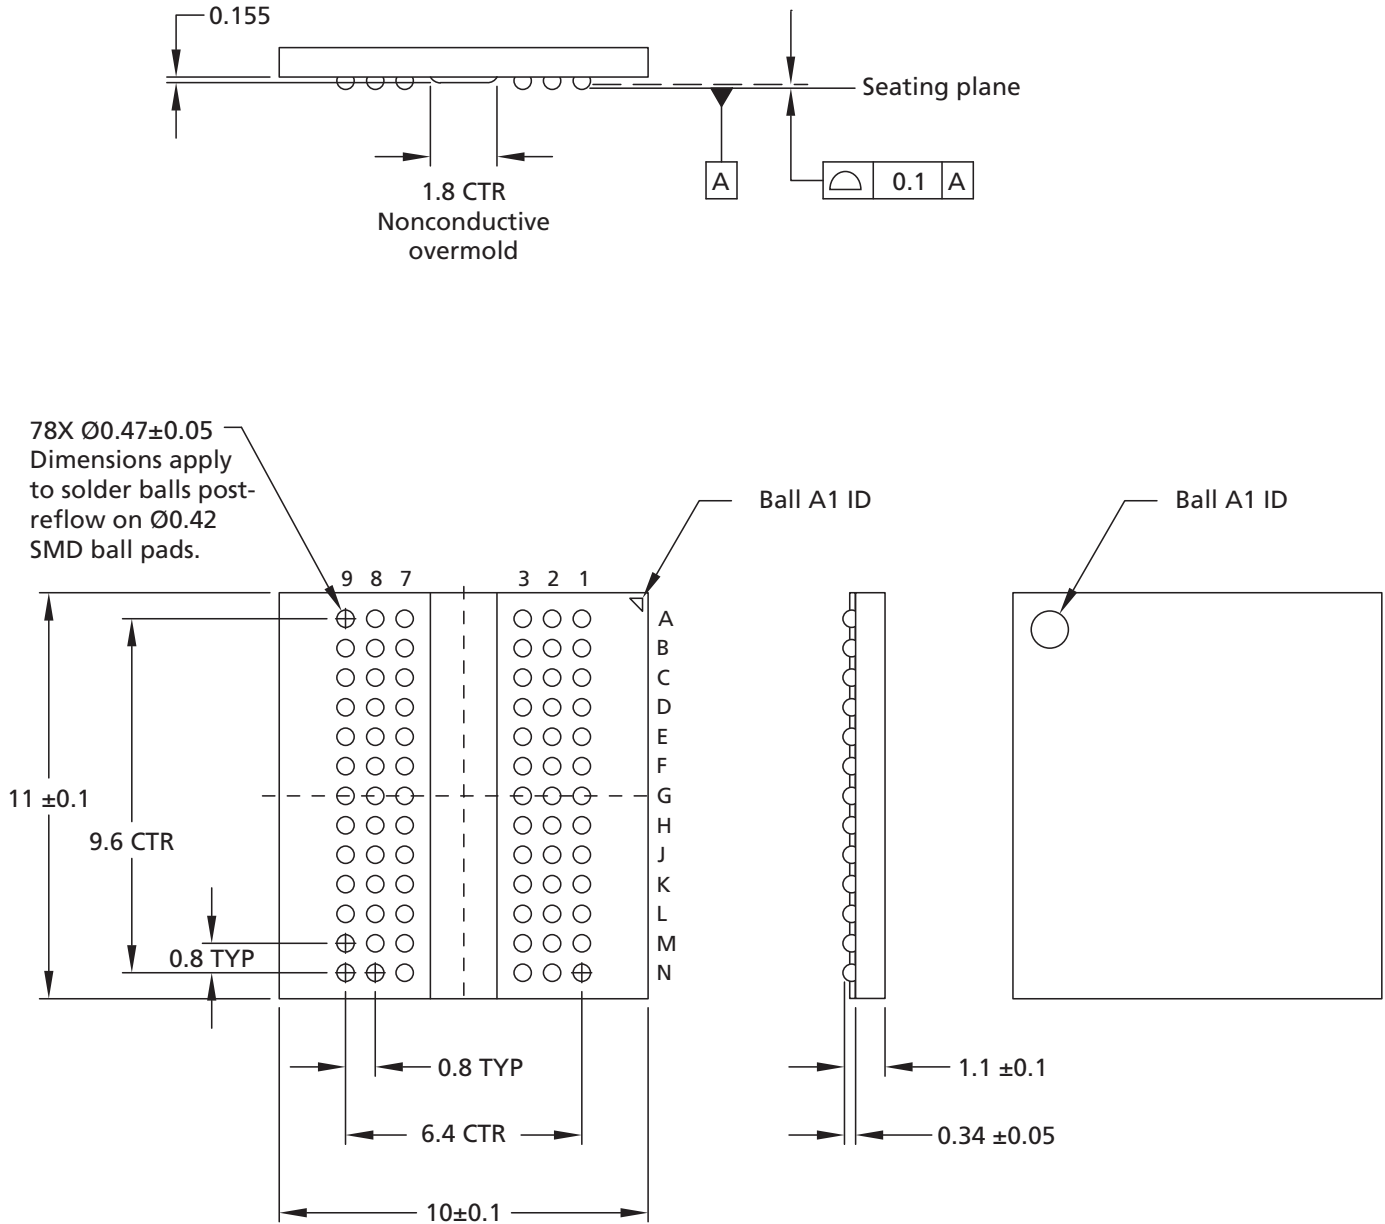 0.155
Seating plane
A
0.1 A
1.8 CTR
Nonconductive
overmold
78X Ø0.47±0.05
Dimensions apply
to solder balls post-
reflow on Ø0.42
SMD ball pads.
Ball A1 ID
Ball A1 ID
9 8 7 3 2 1
A
B
C
D
E
F
G
H
J
K
L
M
N
11 ±0.1
9.6 CTR
0.8 TYP
0.8 TYP
1.1 ±0.1
6.4 CTR
0.34 ±0.05
10±0.1